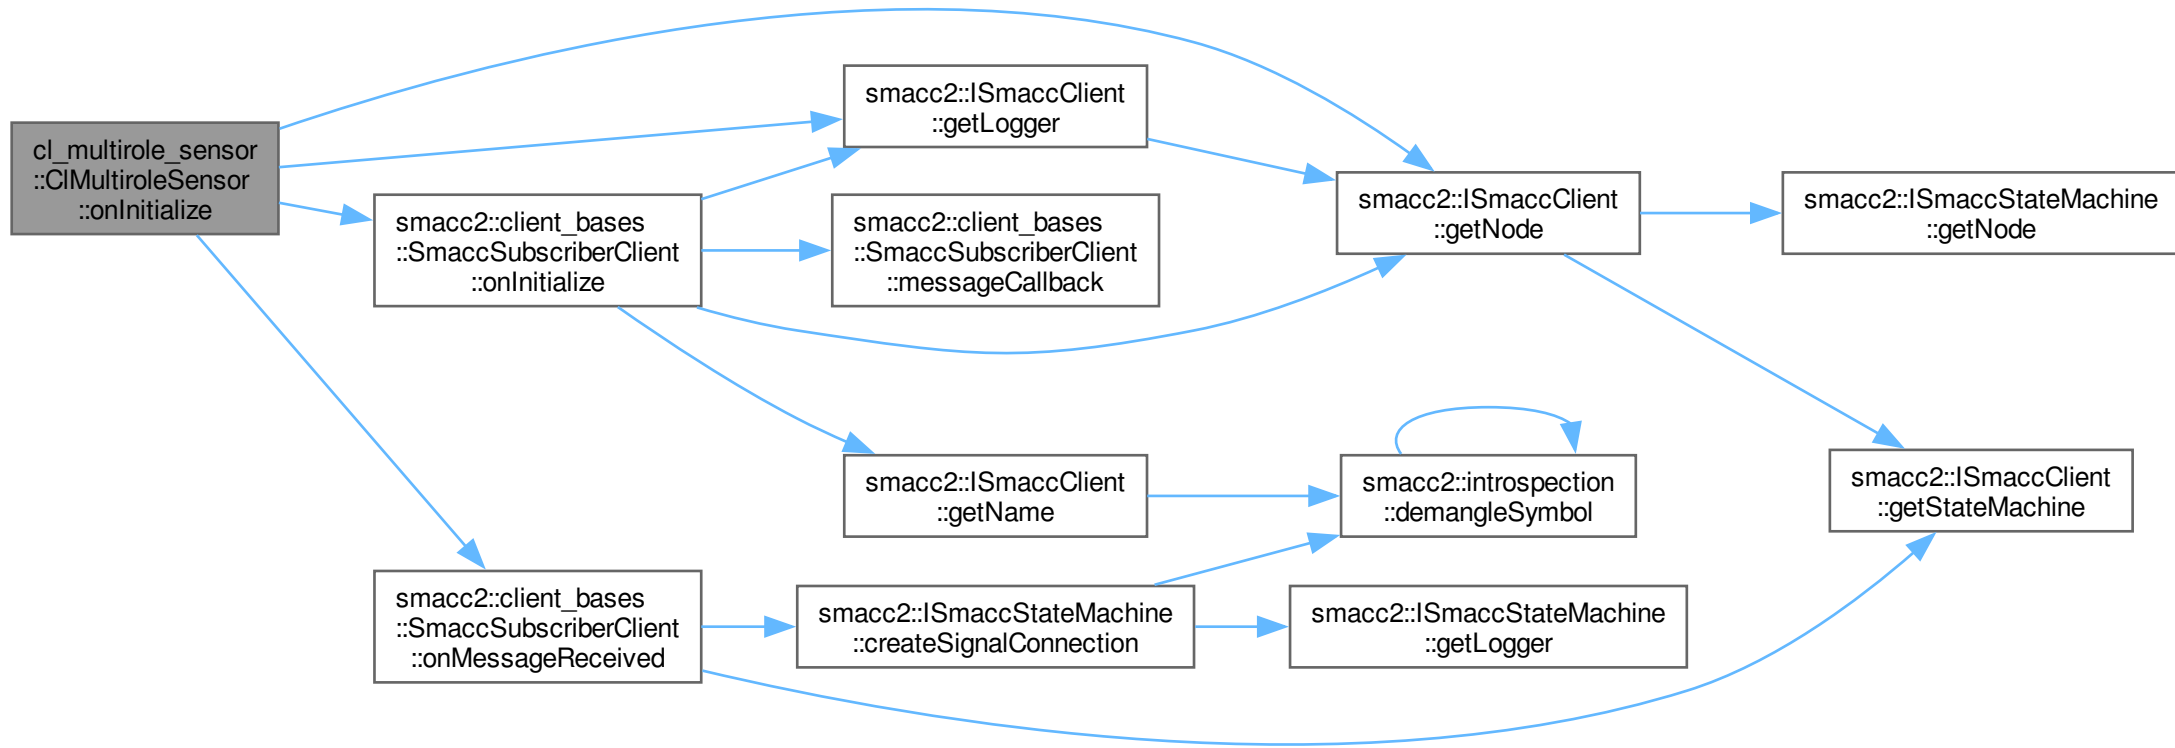 cl_multirole_sensor
::ClMultiroleSensor
::onInitialize
smacc2::ISmaccClient
::getLogger
smacc2::client_bases
::SmaccSubscriberClient
::onInitialize
smacc2::client_bases
::SmaccSubscriberClient
::messageCallback
smacc2::ISmaccClient
::getNode
smacc2::ISmaccStateMachine
::getNode
smacc2::ISmaccClient
::getName
smacc2::introspection
::demangleSymbol
smacc2::ISmaccClient
::getStateMachine
smacc2::client_bases
::SmaccSubscriberClient
::onMessageReceived
smacc2::ISmaccStateMachine
::createSignalConnection
smacc2::ISmaccStateMachine
::getLogger